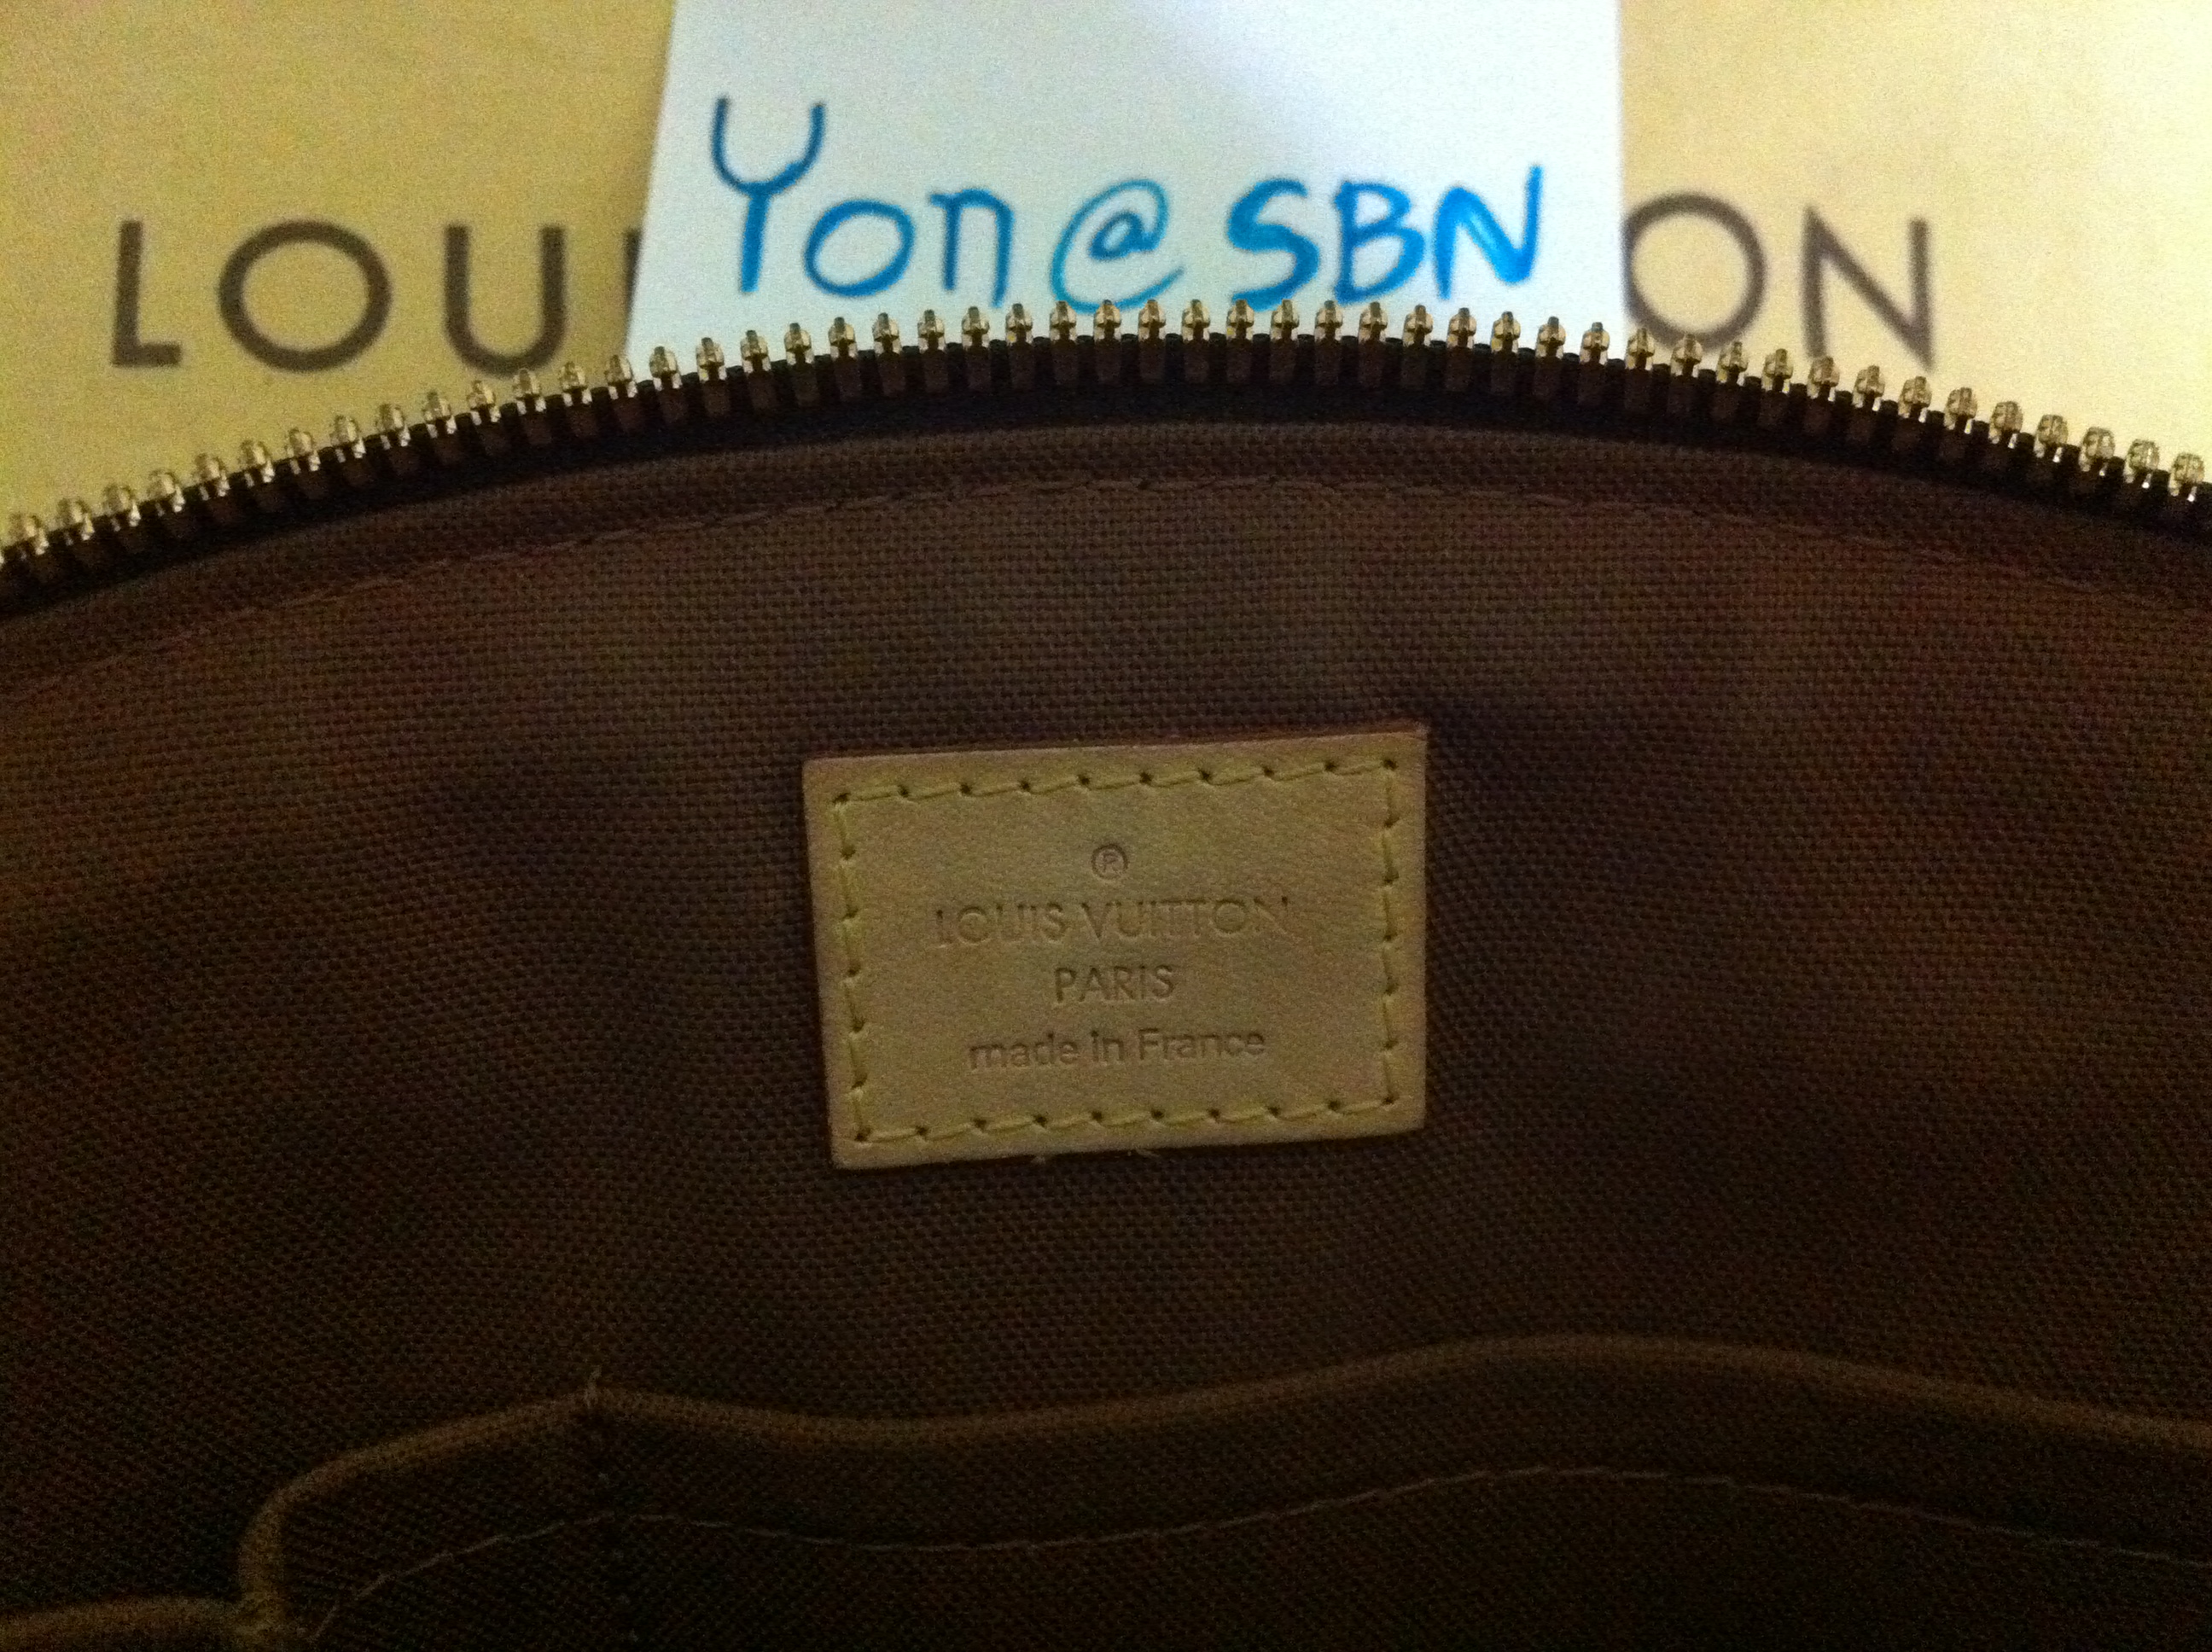 LOU
Yon@SBN
ON
®
LOUIS VUITTON
PARIS
made in France